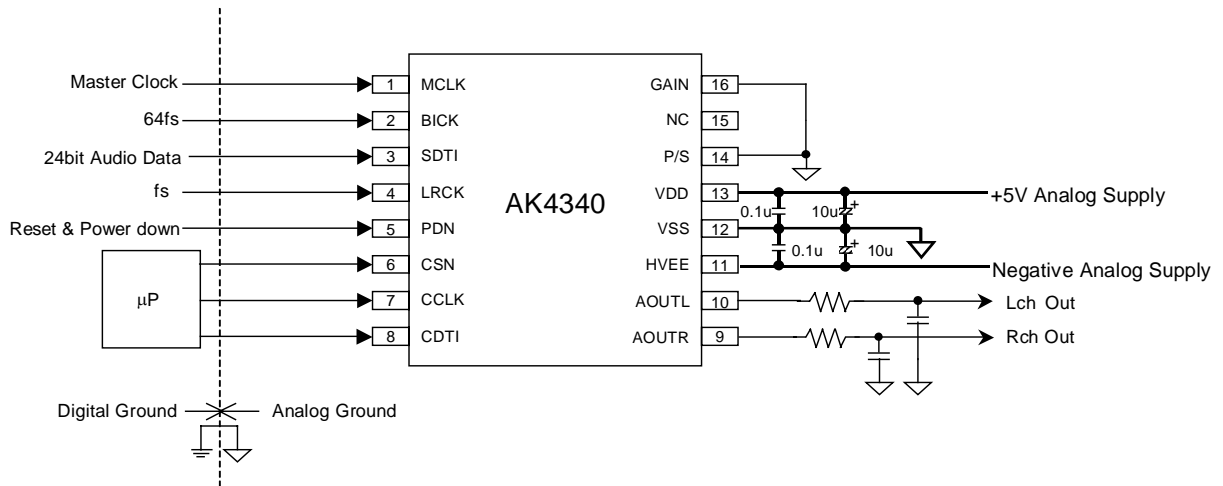 Master Clock 1 MCLK GAIN 16
64fs 2 BICK NC 15
24bit Audio Data 3 SDTI P/S 14
fs 4 LRCK VDD 13 +5V Analog Supply
AK4340
0.1u 10u +
Reset & Power down 5 PDN VSS 12
0.1u 10u +
CSN 6 HVEE 11 Negative Analog Supply
µP 7 CCLK AOUTL 10 Lch Out
8 CDTI AOUTR 9 Rch Out
Digital Ground Analog Ground